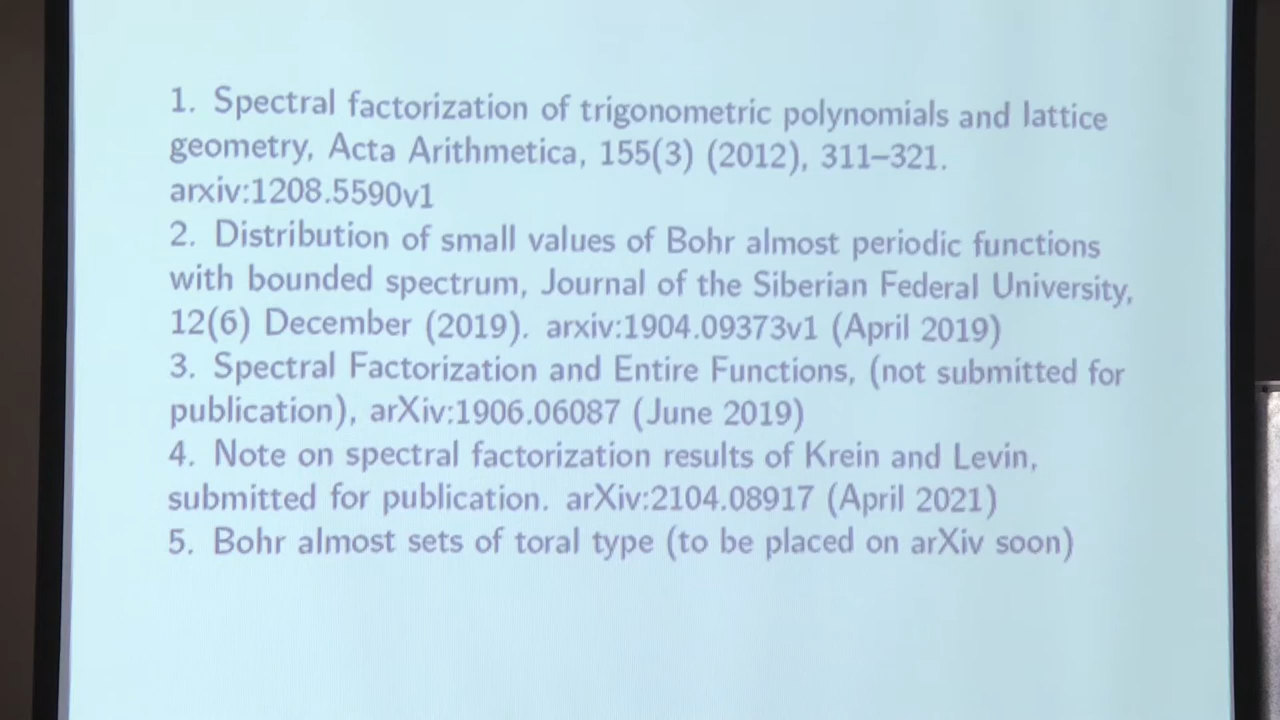 1. Spectral factorization of trigonometric polynomials and lattice
geometry, Acta Arithmetica, 155(3) (2012), 311–321.
arxiv:1208.5590v1
2. Distribution of small values of Bohr almost periodic functions
with bounded spectrum, Journal of the Siberian Federal University,
12(6) December (2019). arxiv:1904.09373v1 (April 2019)
3. Spectral Factorization and Entire Functions, (not submitted for
publication), arXiv:1906.06087 (June 2019)
4. Note on spectral factorization results of Krein and Levin,
submitted for publication. arXiv:2104.08917 (April 2021)
5. Bohr almost sets of toral type (to be placed on arXiv soon)